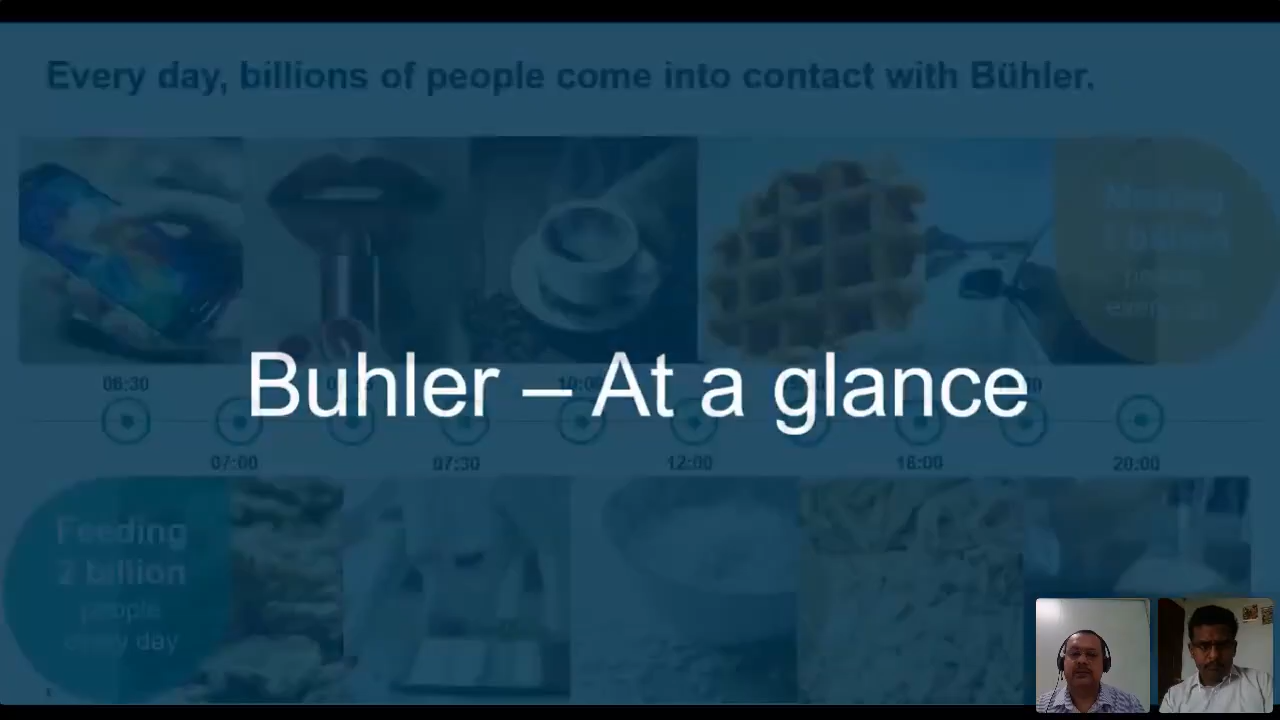 Every day, billions of people come into contact with Bühler.
Buhler – At a glance
06:30
10:00
07:00
07:30
12:00
18:00
20:00
Feeding
2 billion
people
every day